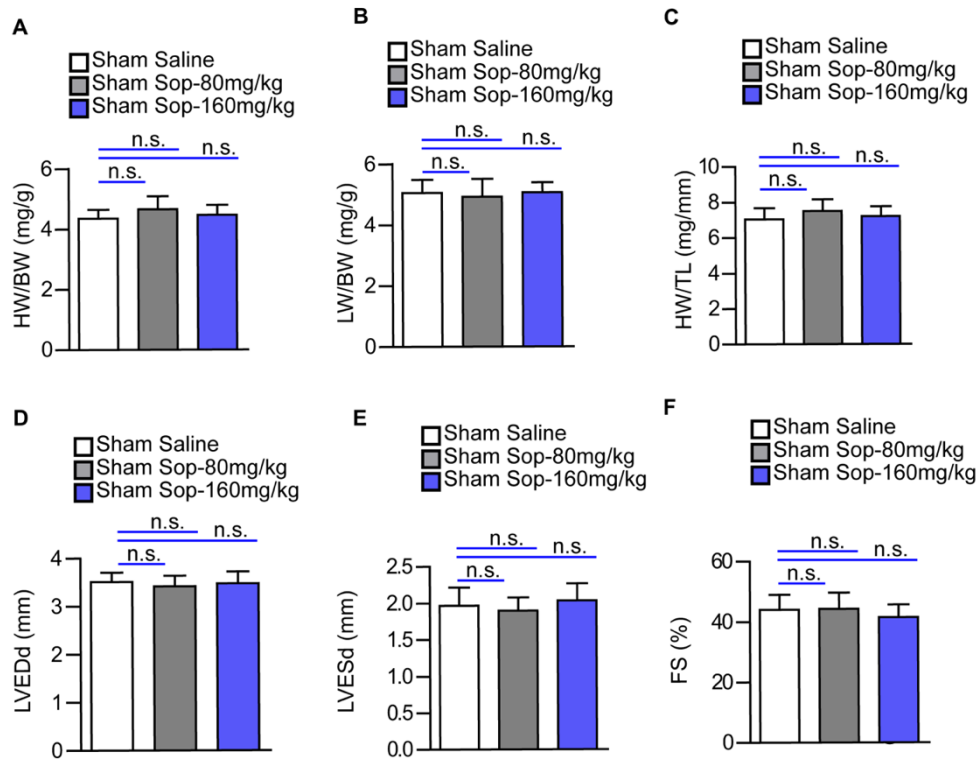 A
Sham Saline
Sham Sop-80mg/kg
Sham Sop-160mg/kg
n.s.
n.s.
n.s.
6
4
2
0
HW/BW (mg/g)
B
Sham Saline
Sham Sop-80mg/kg
Sham Sop-160mg/kg
n.s.
n.s.
n.s.
6
4
2
0
LW/BW (mg/g)
C
Sham Saline
Sham Sop-80mg/kg
Sham Sop-160mg/kg
n.s.
n.s.
n.s.
10
8
6
4
2
0
HW/TL (mg/mm)
D
Sham Saline
Sham Sop-80mg/kg
Sham Sop-160mg/kg
n.s.
n.s.
n.s.
4
3
2
1
0
LVEDd (mm)
E
Sham Saline
Sham Sop-80mg/kg
Sham Sop-160mg/kg
n.s.
n.s.
n.s.
2.5
2.0
1.5
1.0
0.5
0.0
LVESd (mm)
F
Sham Saline
Sham Sop-80mg/kg
Sham Sop-160mg/kg
n.s.
n.s.
n.s.
60
40
20
0
FS (%)